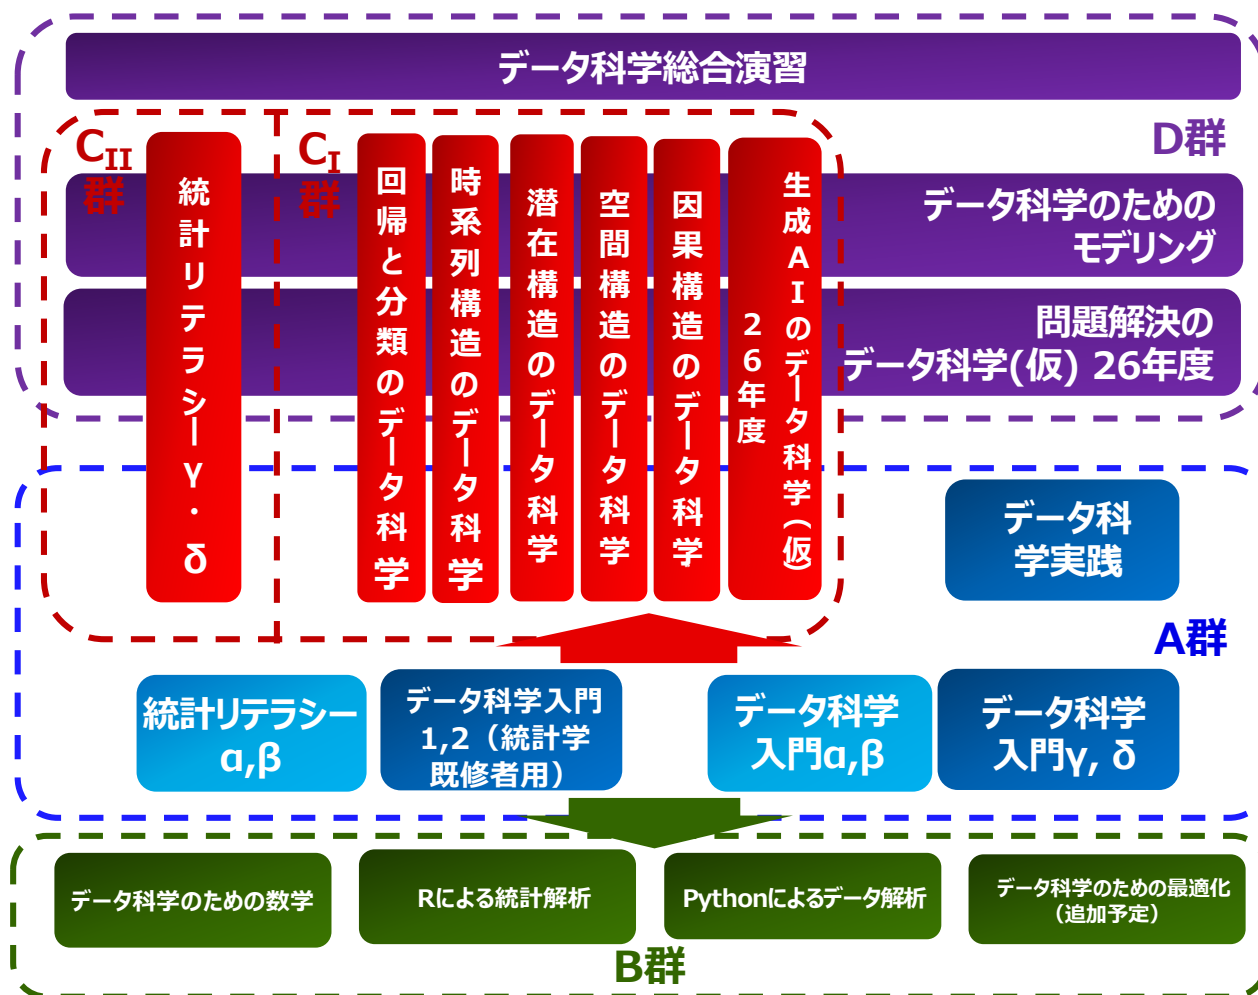 データ科学総合演習
D群
データ科学のための
モデリング
問題解決の
データ科学(仮) 26年度
CII
群
統計リテラシーγ・δ
CI
群
回帰と分類のデータ科学
時系列構造のデータ科学
潜在構造のデータ科学
空間構造のデータ科学
因果構造のデータ科学
生成AIのデータ科学(仮)
26年度
データ科
学実践
A群
統計リテラシー
α,β
データ科学入門
1,2（統計学
既修者用）
データ科学
入門α,β
データ科学
入門γ, δ
データ科学のための数学
Rによる統計解析
Pythonによるデータ解析
データ科学のための最適化
（追加予定）
B群